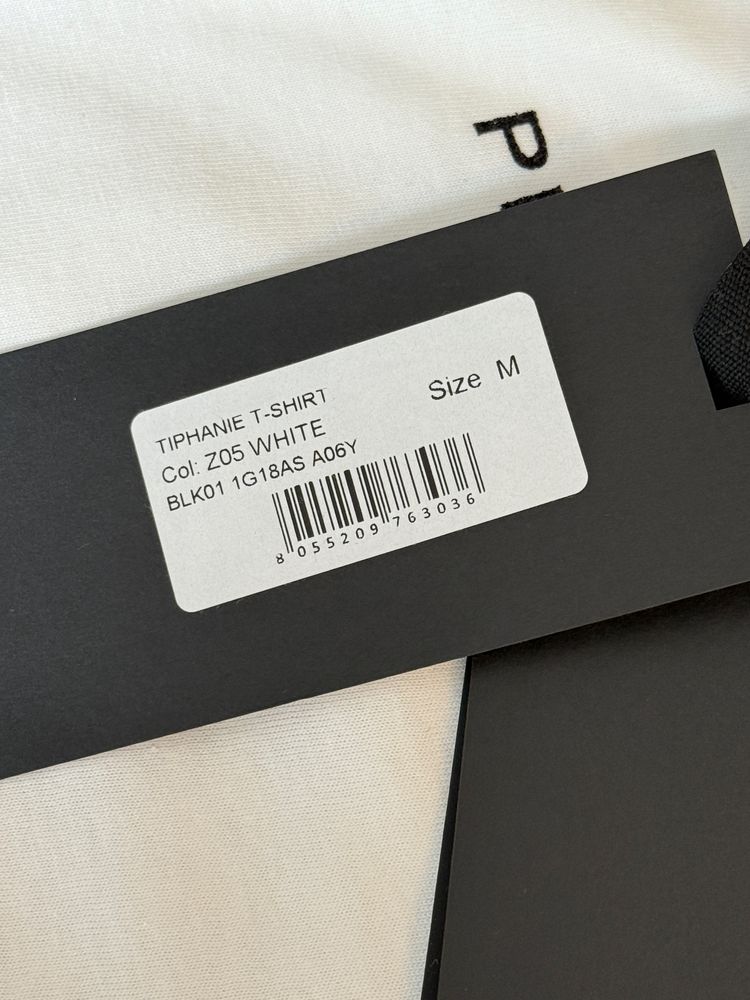 P
TIPHANIE T-SHIRT
Size M
Col: Z05 WHITE
BLK01 1G18AS A06Y
8 055209 763036